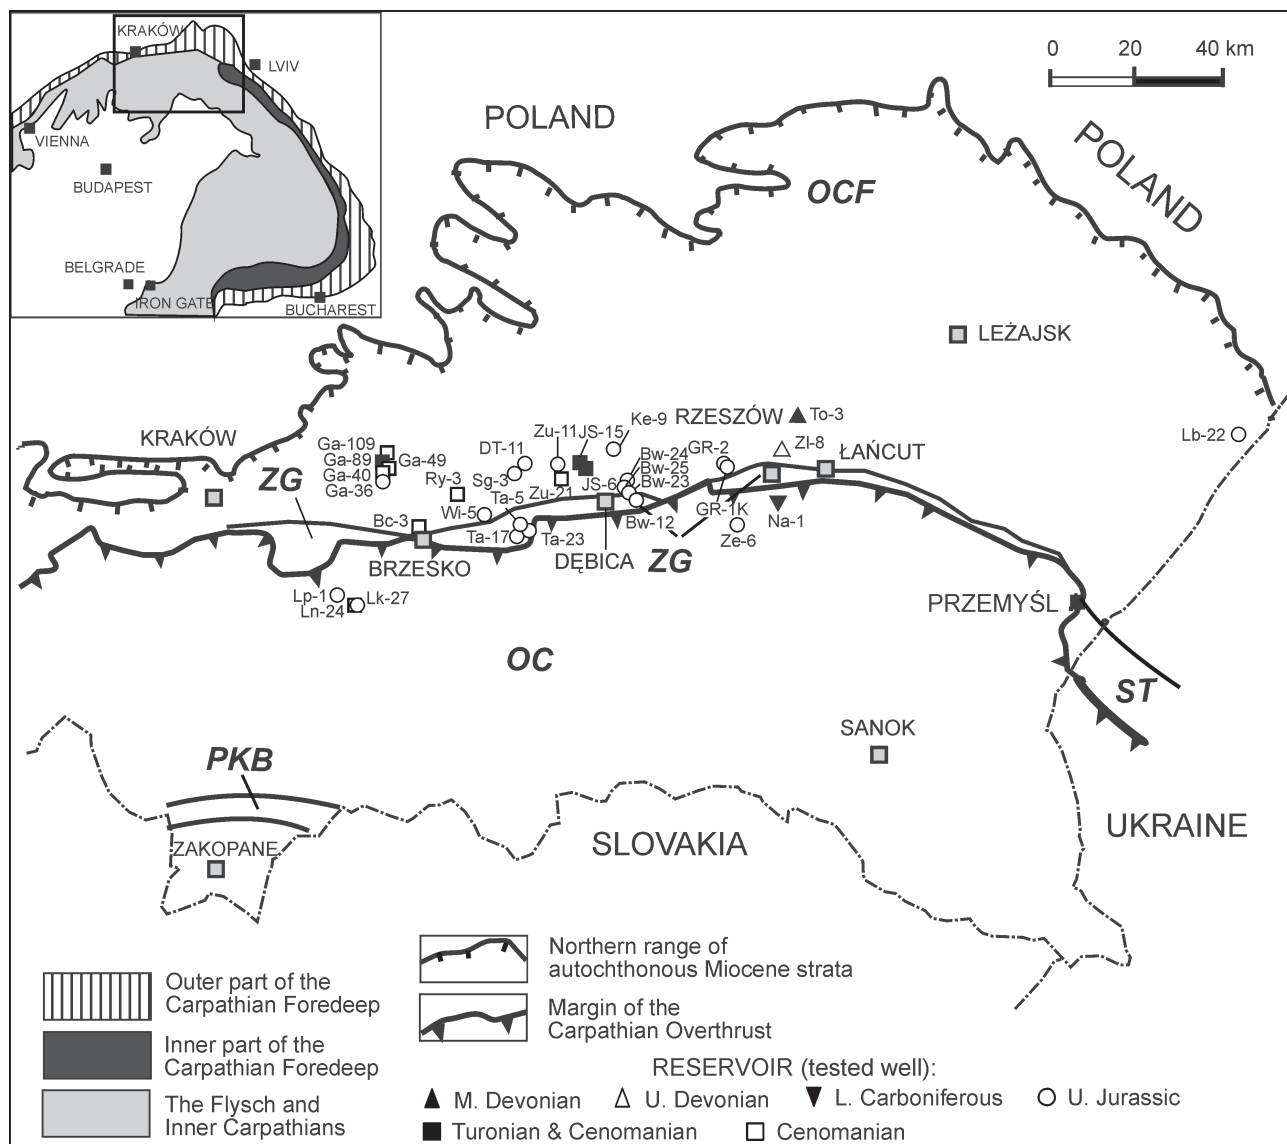 KRAKÓW
LVIV
VIENNA
BUDAPEST
BELGRADE
IRON GATE
BUCHAREST
0 20 40 km
POLAND
POLAND
OCF
LEŻAJSK
KRAKÓW
ZG
Ga-109
Ga-89
Ga-40
Ga-36
Ga-49
Ry-3
Bc-3
BRZESKO
DT-11
Sg-3
Ta-5
Wi-5
Ta-17
Ta-23
Zu-11
Zu-21
JS-15
JS-6
Ke-9
Bw-24
Bw-25
Bw-23
Bw-12
DĘBICA
ZG
RZESZÓW
To-3
GR-2
Zl-8
ŁAŃCUT
GR-1K
Na-1
Ze-6
Lb-22
Lp-1
Ln-24
Lk-27
PRZEMYŚL
OC
ST
SANOK
PKB
ZAKOPANE
SLOVAKIA
UKRAINE
Outer part of the
Carpathian Foredeep
Inner part of the
Carpathian Foredeep
The Flysch and
Inner Carpathians
Northern range of
autochthonous Miocene strata
Margin of the
Carpathian Overthrust
RESERVOIR (tested well):
M. Devonian
U. Devonian
L. Carboniferous
U. Jurassic
Turonian & Cenomanian
Cenomanian